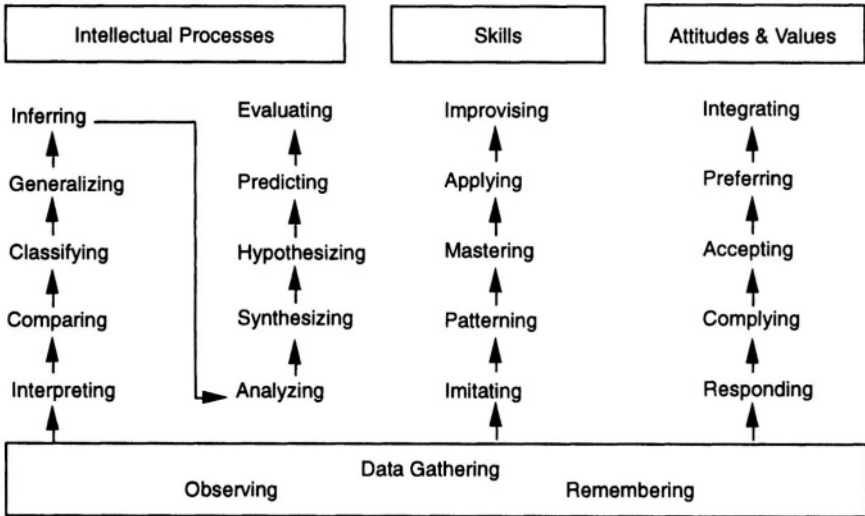 Intellectual Processes Skills Attitudes & Values
Inferring Evaluating Improvising Integrating
Generalizing Predicting Applying Preferring
Classifying Hypothesizing Mastering Accepting
Comparing Synthesizing Patterning Complying
Interpreting Analyzing Imitating Responding
Data Gathering
Observing Remembering